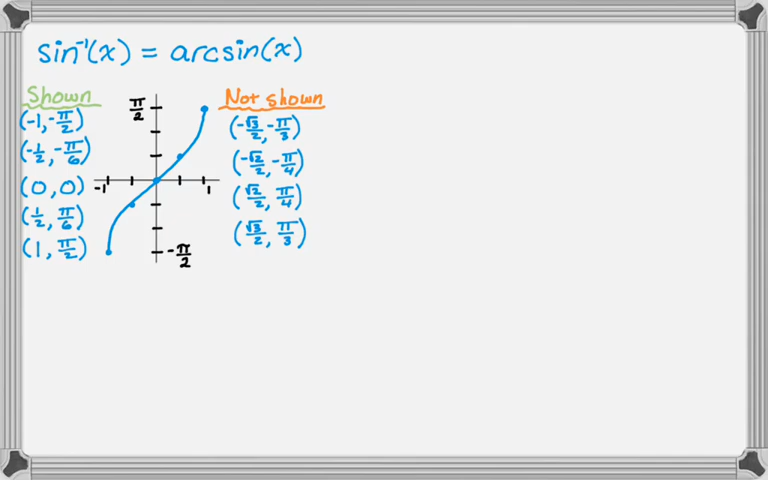 sin⁻¹(x) = arcsin(x)
Shown
(-1, -π/2)
(-1/2, -π/6)
(0, 0)
(1/2, π/6)
(1, π/2)
π/2
-1
1
-π/2
Not shown
(-√3/2, -π/3)
(-√2/2, -π/4)
(√2/2, π/4)
(√3/2, π/3)